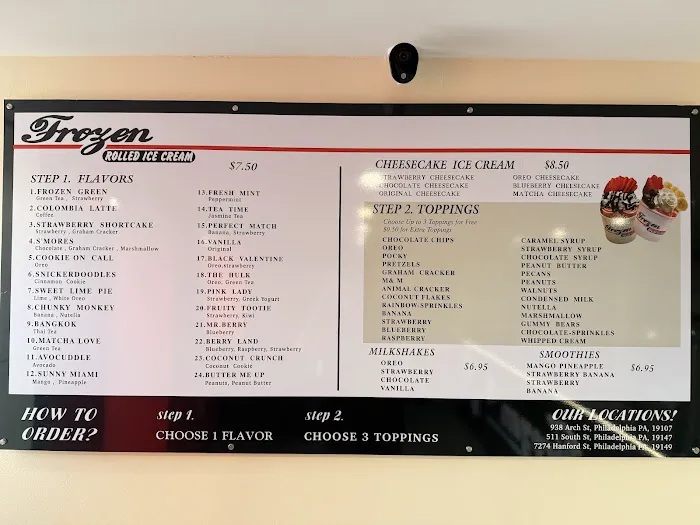 Frozen
ROLLED ICE CREAM
$7.50
STEP 1. FLAVORS
1.FROZEN GREEN
Green Tea , Strawberry
2.COLOMBIA LATTE
Coffee
3.STRAWBERRY SHORTCAKE
Strawberry , Graham Cracker
4.S'MORES
Chocolate , Graham Cracker , Marshmallow
5.COOKIE ON CALL
Oreo
6.SNICKERDOODLES
Cinnamon Cookie
7.SWEET LIME PIE
Lime , White Oreo
8.CHUNKY MONKEY
Banana , Nutella
9.BANGKOK
Thai Tea
10.MATCHA LOVE
Green Tea
11.AVOCUDDLE
Avocado
12.SUNNY MIAMI
Mango , Pineapple
13.FRESH MINT
Peppermint
14.TEA TIME
Jasmine Tea
15.PERFECT MATCH
Banana, Strawberry
16.VANILLA
Original
17.BLACK VALENTINE
Oreo,strawberry
18.THE HULK
Oreo, Green Tea
19.PINK LADY
Strawberry, Greek Yogurt
20.FRUITY TOOTIE
Strawberry, Kiwi
21.MR.BERRY
Blueberry
22.BERRY LAND
Blueberry, Raspberry, Strawberry
23.COCONUT CRUNCH
Coconut Cookie
24.BUTTER ME UP
Peanuts, Peanut Butter
CHEESECAKE ICE CREAM $8.50
STRAWBERRY CHEESECAKE
CHOCOLATE CHEESECAKE
ORIGINAL CHEESECAKE
OREO CHEESECAKE
BLUEBERRY CHEESECAKE
MATCHA CHEESECAKE
STEP 2. TOPPINGS
Choose Up to 3 Toppings for Free
$0.50 for Extra Toppings
CHOCOLATE CHIPS
OREO
POCKY
PRETZELS
GRAHAM CRACKER
M& M
ANIMAL CRACKER
COCONUT FLAKES
RAINBOW-SPRINKLES
BANANA
STRAWBERRY
BLUEBERRY
RASPBERRY
CARAMEL SYRUP
STRAWBERRY SYRUP
CHOCOLATE SYRUP
PEANUT BUTTER
PECANS
PEANUTS
WALNUTS
CONDENSED MILK
NUTELLA
MARSHMALLOW
GUMMY BEARS
CHOCOLATE-SPRINKLES
WHIPPED CREAM
Frozen
MILKSHAKES
OREO
STRAWBERRY
CHOCOLATE
VANILLA
$6.95
SMOOTHIES
MANGO PINEAPPLE
STRAWBERRY BANANA
STRAWBERRY
BANANA
$6.95
HOW TO
ORDER?
step 1.
CHOOSE 1 FLAVOR
step 2.
CHOOSE 3 TOPPINGS
OUR LOCATIONS!
938 Arch St, Philadelphia PA, 19107
511 South St, Philadelphia PA, 19147
7274 Hanford St, Philadelphia PA, 19149